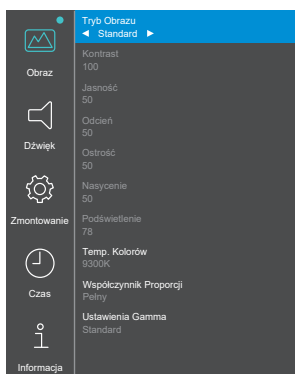 Obraz
Dźwięk
Zmontowanie
Czas
Informacja
Tryb Obrazu
Standard
Kontrast
100
Jasność
50
Odcień
50
Ostrość
50
Nasycenie
50
Podświetlenie
78
Temp. Kolorów
9300K
Współczynnik Proporcji
Pełny
Ustawienia Gamma
Standard